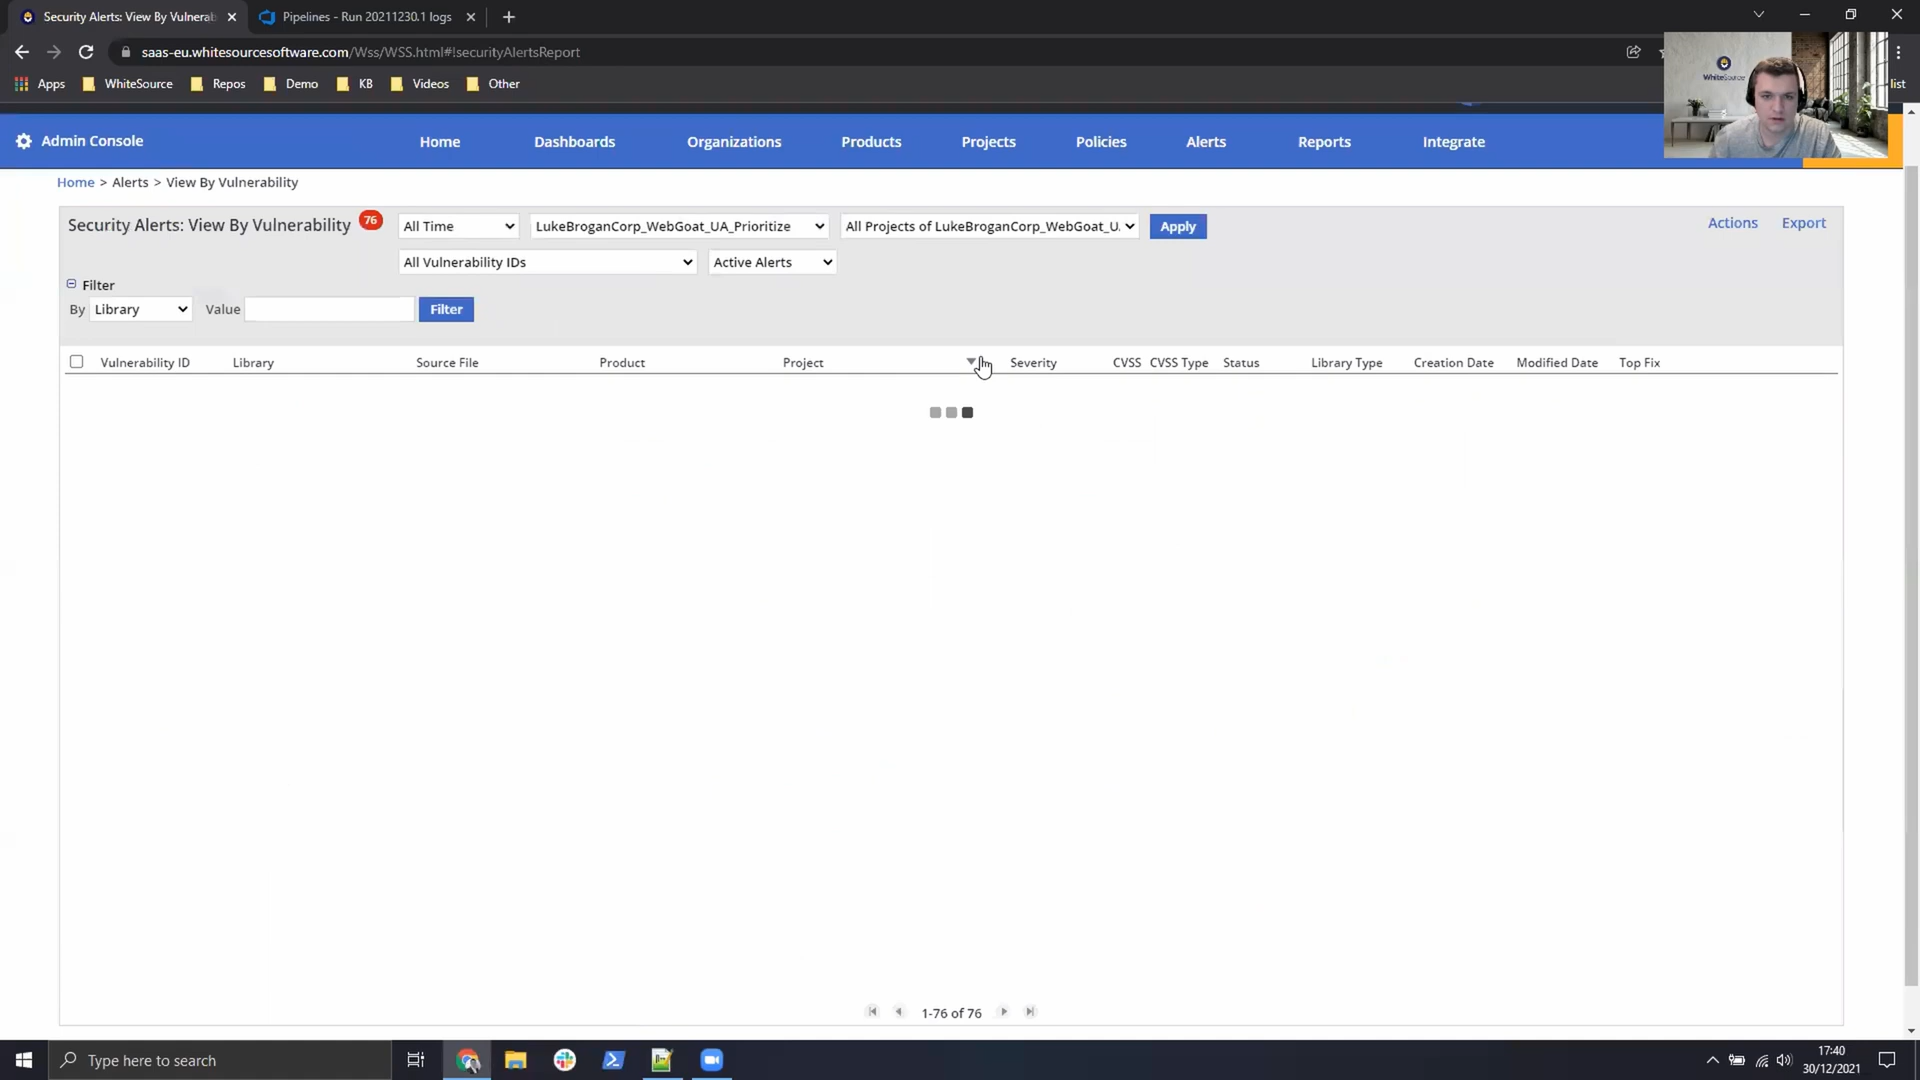 Security Alerts: View By Vulnerab
Pipelines - Run 20211230.1 logs
saas-eu.whitesourcesoftware.com/Wss/WSS.html#!securityAlertsReport
Apps WhiteSource Repos Demo KB Videos Other
list
WhiteSource
Admin Console Home Dashboards Organizations Products Projects Policies Alerts Reports Integrate
Home > Alerts > View By Vulnerability
Security Alerts: View By Vulnerability 76 All Time LukeBroganCorp_WebGoat_UA_Prioritize All Projects of LukeBroganCorp_WebGoat_U. Apply Actions Export
All Vulnerability IDs Active Alerts
Filter
By Library Value Filter
Vulnerability ID Library Source File Product Project Severity CVSS CVSS Type Status Library Type Creation Date Modified Date Top Fix
1-76 of 76
Type here to search
17:40
30/12/2021